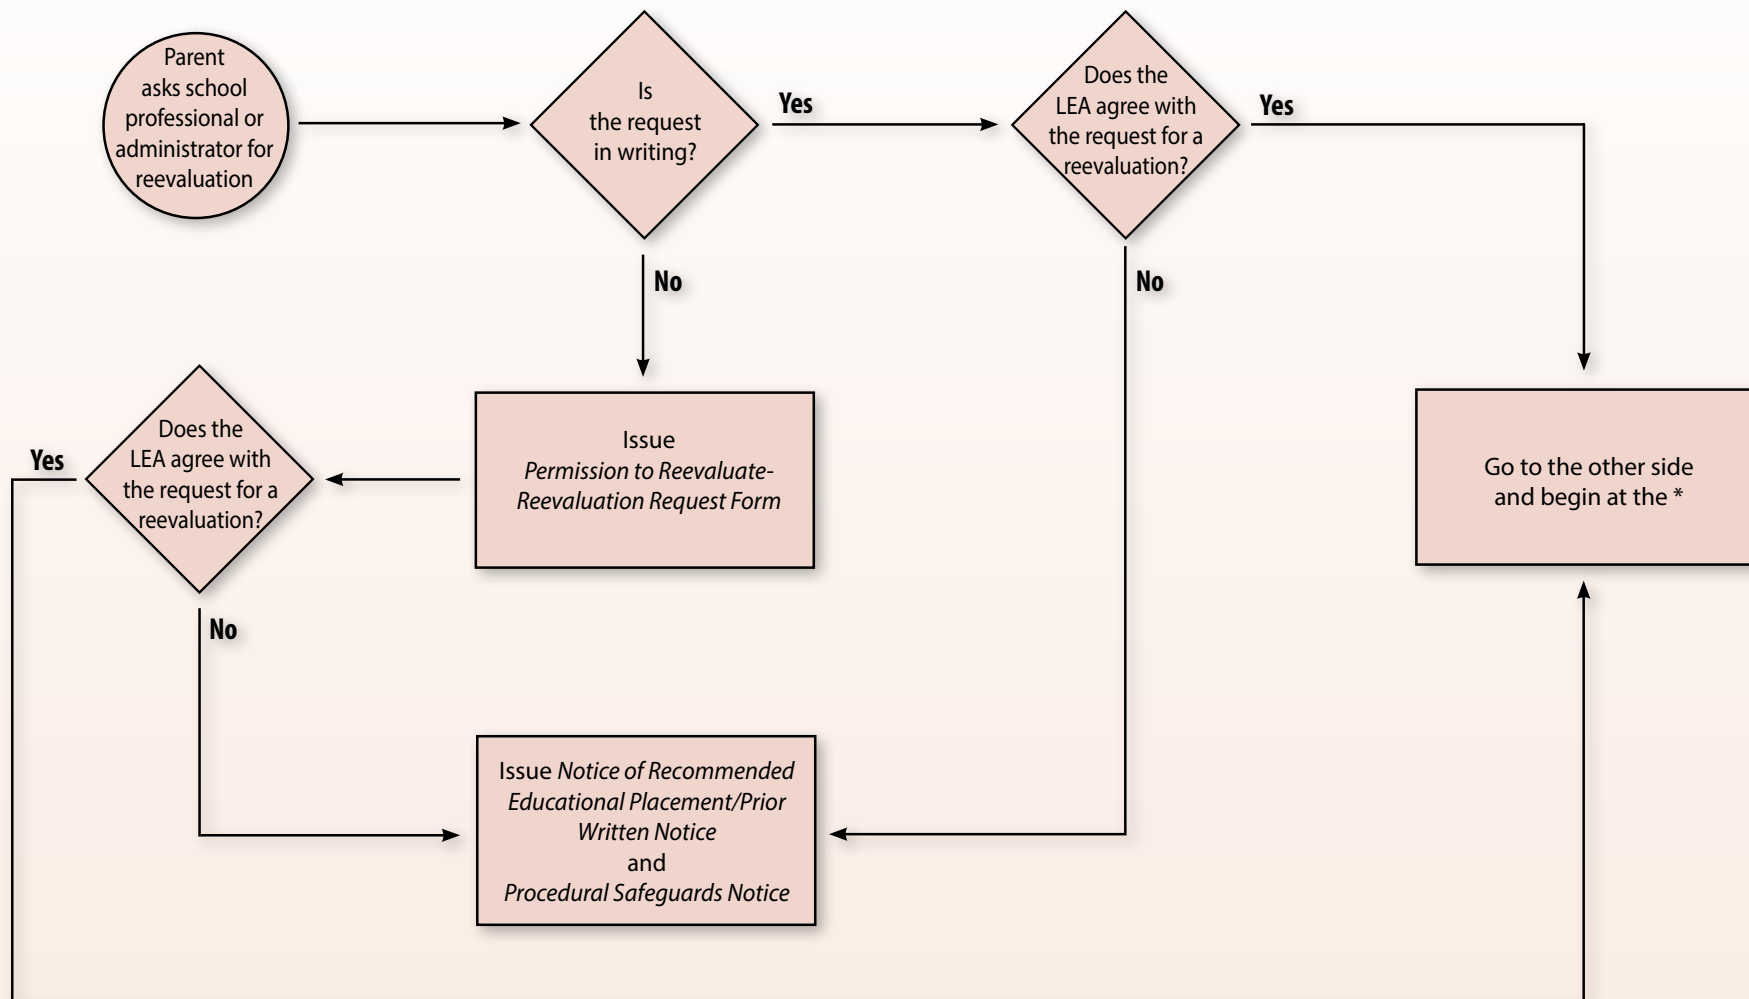 Parent
asks school
professional or
administrator for
reevaluation
Is
the request
in writing?
Yes
Does the
LEA agree with
the request for a
reevaluation?
Yes
No
No
Does the
LEA agree with
the request for a
reevaluation?
Yes
Issue
Permission to Reevaluate-
Reevaluation Request Form
Go to the other side
and begin at the *
No
Issue Notice of Recommended
Educational Placement/Prior
Written Notice
and
Procedural Safeguards Notice